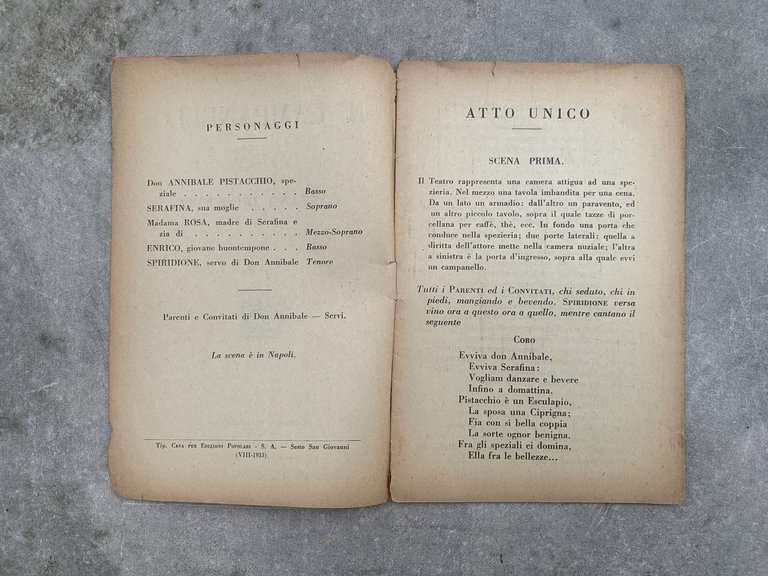 PERSONAGGI
Don ANNIBALE PISTACCHIO, spe-
ziale . . . . . . . . . . . . Basso
SERAFINA, sua moglie . . . . . Soprano
Madama ROSA, madre di Serafina e
zia di . . . . . . . . . . . Mezzo-Soprano
ENRICO, giovane buontempone . . . Basso
SPIRIDIONE, servo di Don Annibale Tenore
Parenti e Convitati di Don Annibale — Servi.
La scena è in Napoli.
Tip. CASA PER EDIZIONI POPOLARI - S. A. — Sesto San Giovanni
(VIII-1933)
ATTO UNICO
SCENA PRIMA.
Il Teatro rappresenta una camera attigua ad una spe-
zieria. Nel mezzo una tavola imbandita per una cena.
Da un lato un armadio: dall'altro un paravento, ed
un altro piccolo tavolo, sopra il quale tazze di por-
cellana per caffè, thè, ecc. In fondo una porta che
conduce nella spezieria; due porte laterali: quella a
diritta dell'attore mette nella camera nuziale; l'altra
a sinistra è la porta d'ingresso, sopra alla quale evvi
un campanello.
Tutti i PARENTI ed i CONVITATI, chi seduto, chi in
piedi, mangiando e bevendo. SPIRIDIONE versa
vino ora a questo ora a quello, mentre cantano il
seguente
CORO
Evviva don Annibale,
Evviva Serafina:
Vogliam danzare e bevere
Infino a domattina.
Pistacchio è un Esculapio,
La sposa una Ciprigna;
Fia con sì bella coppia
La sorte ognor benigna.
Fra gli speziali ei domina,
Ella fra le bellezze...